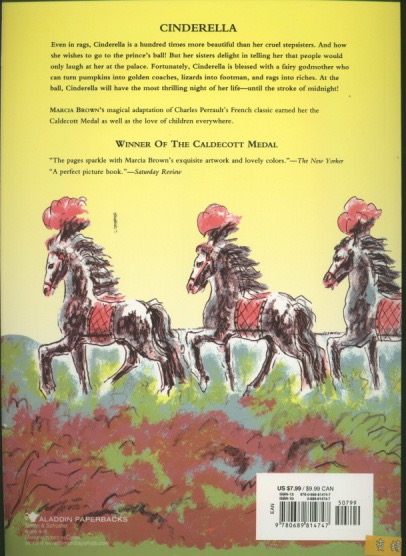 CINDERELLA
Even in rags, Cinderella is a hundred times more beautiful than her cruel stepsisters. And how
she wishes to go to the prince's ball! But her sisters delight in telling her that people would
only laugh at her at the palace. Fortunately, Cinderella is blessed with a fairy godmother who
can turn pumpkins into golden coaches, lizards into footman, and rags into riches. At the
ball, Cinderella will have the most thrilling night of her life—until the stroke of midnight!
MARCIA BROWN'S magical adaptation of Charles Perrault's French classic earned her the
Caldecott Medal as well as the love of children everywhere.
WINNER OF THE CALDECOTT MEDAL
"The pages sparkle with Marcia Brown's exquisite artwork and lovely colors."—The New Yorker
"A perfect picture book."—Saturday Review
ALADDIN PAPERBACKS
Simon & Schuster
US $7.99 / $9.99 CAN
50799
EAN
9 780689 814747